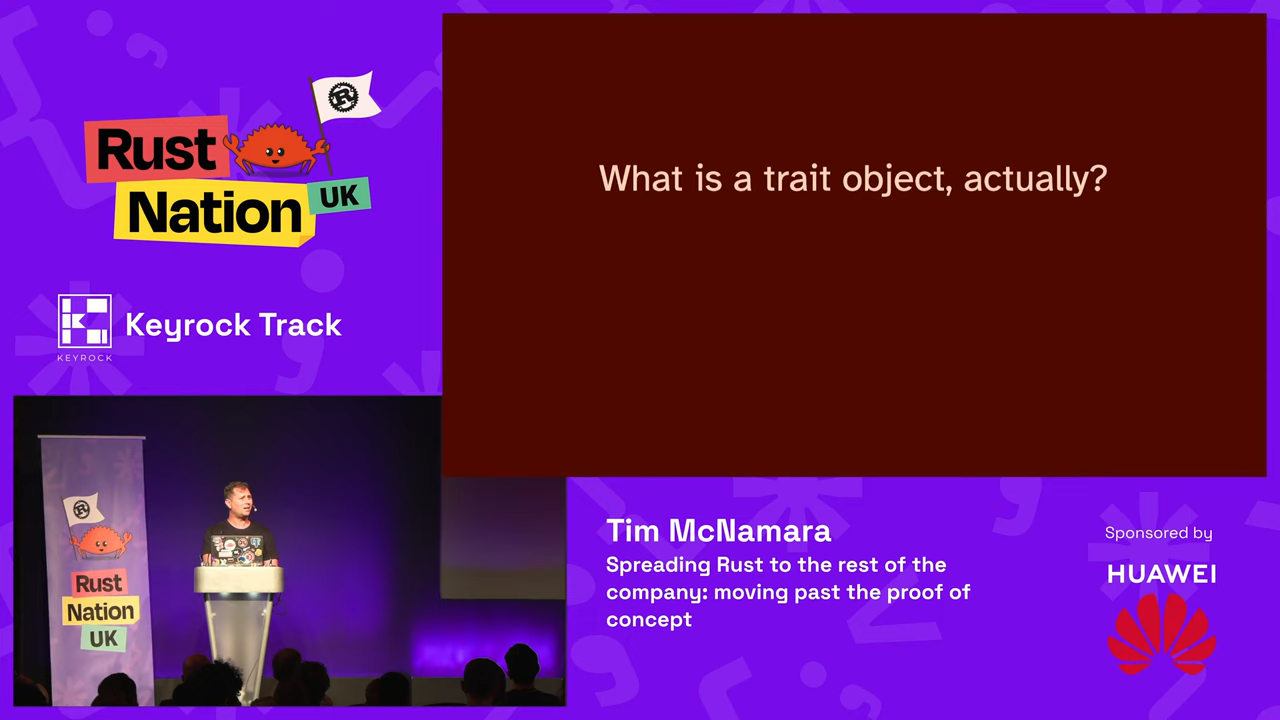 Rust
Nation
UK
KEYROCK
Keyrock Track
What is a trait object, actually?
Rust
Nation
UK
Tim McNamara
Spreading Rust to the rest of the
company: moving past the proof of
concept
Sponsored by
HUAWEI